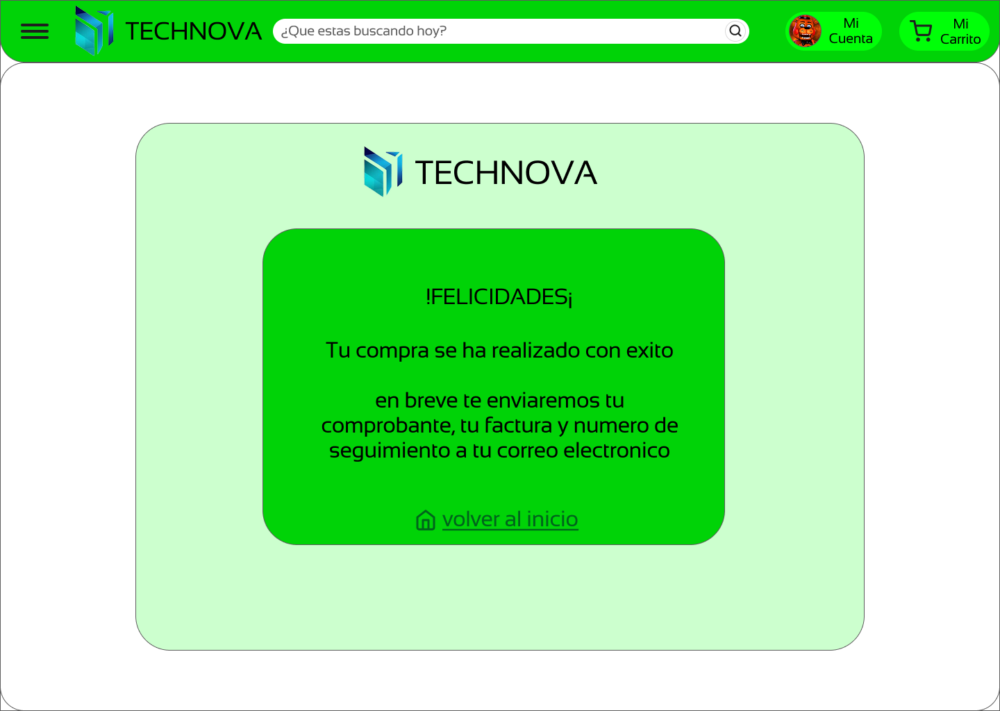 TECHNOVA
¿Que estas buscando hoy?
Mi
Cuenta
Mi
Carrito
TECHNOVA
!FELICIDADES¡
Tu compra se ha realizado con exito
en breve te enviaremos tu
comprobante, tu factura y numero de
seguimiento a tu correo electronico
volver al inicio